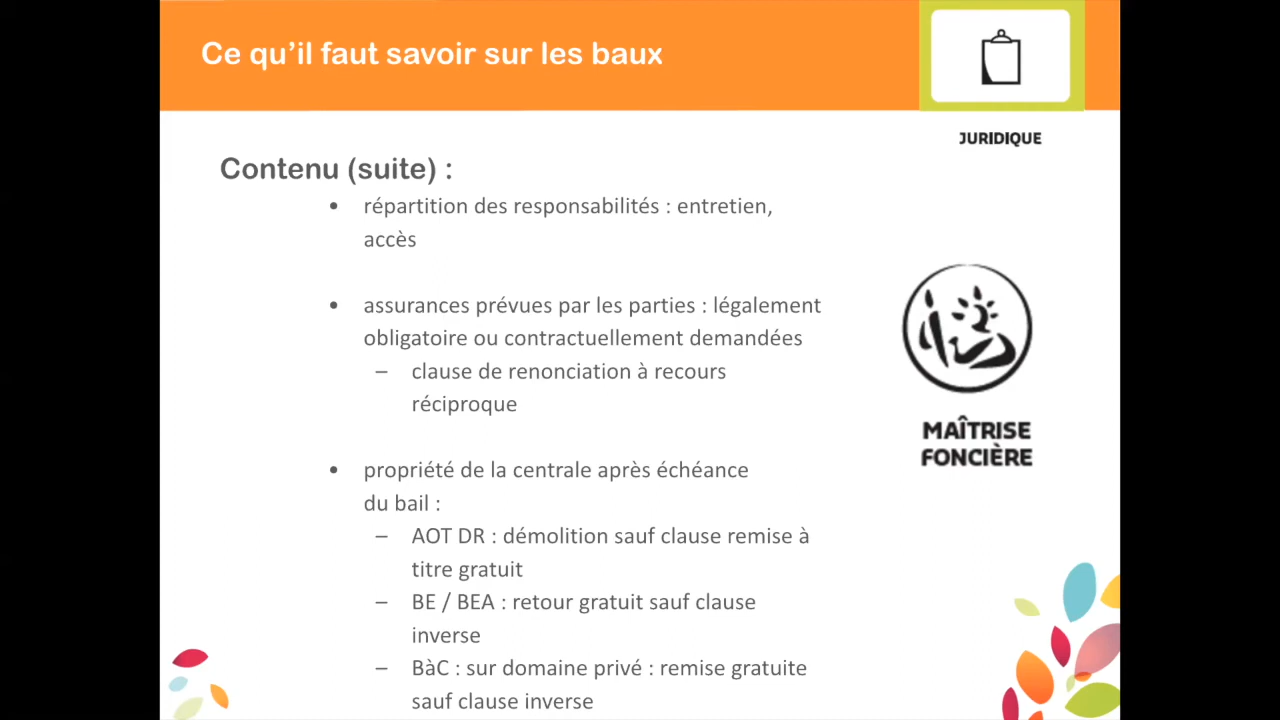 Ce qu’il faut savoir sur les baux
JURIDIQUE
Contenu (suite) :
• répartition des responsabilités : entretien,
accès
• assurances prévues par les parties : légalement
obligatoire ou contractuellement demandées
– clause de renonciation à recours
réciproque
• propriété de la centrale après échéance
du bail :
– AOT DR : démolition sauf clause remise à
titre gratuit
– BE / BEA : retour gratuit sauf clause
inverse
– BàC : sur domaine privé : remise gratuite
sauf clause inverse
MAÎTRISE
FONCIÈRE